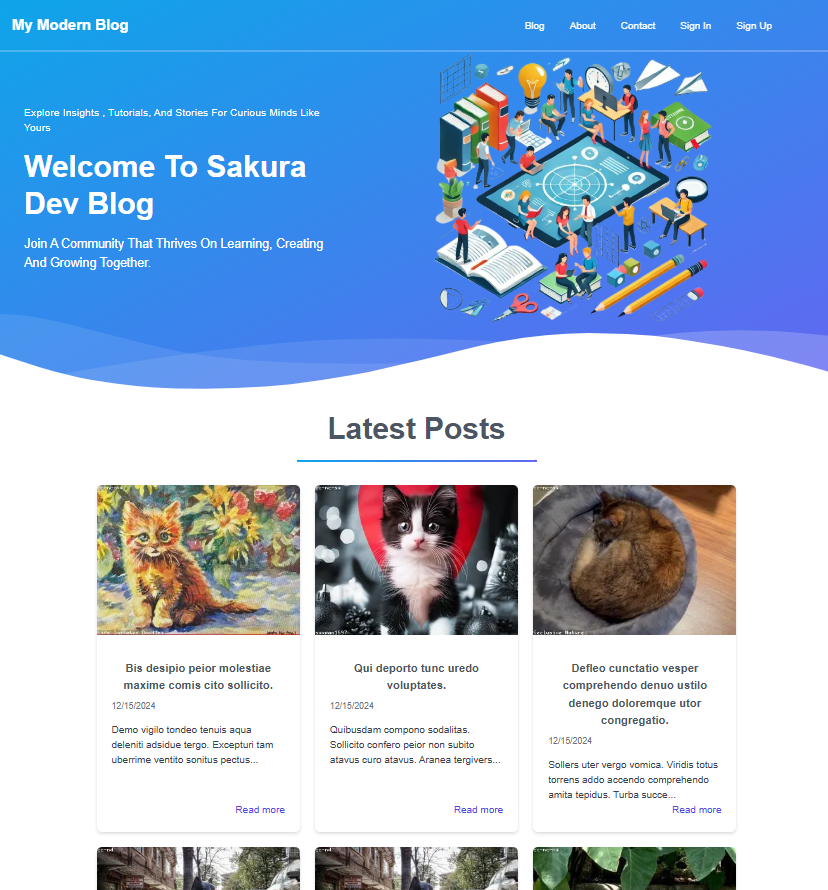 My Modern Blog
Blog
About
Contact
Sign In
Sign Up
Explore Insights , Tutorials, And Stories For Curious Minds Like
Yours
Welcome To Sakura
Dev Blog
Join A Community That Thrives On Learning, Creating
And Growing Together.
Latest Posts
Bis desipio peior molestiae
maxime comis cito sollicito.
12/15/2024
Demo vigilo tondeo tenuis aqua
deleniti adsidue tergo. Excepturi tam
uberrime ventito sonitus pectus...
Read more
Qui deporto tunc uredo
voluptates.
12/15/2024
Quibusdam compono sodalitas.
Sollicito confero peior non subito
atavus curo atavus. Aranea tergivers...
Read more
Defleo cunctatio vesper
comprehendo denuo ustilo
denego doloremque utor
congregatio.
12/15/2024
Sollers uter vergo vomica. Viridis totus
torrens addo accendo comprehendo
amita tepidus. Turba succe...
Read more